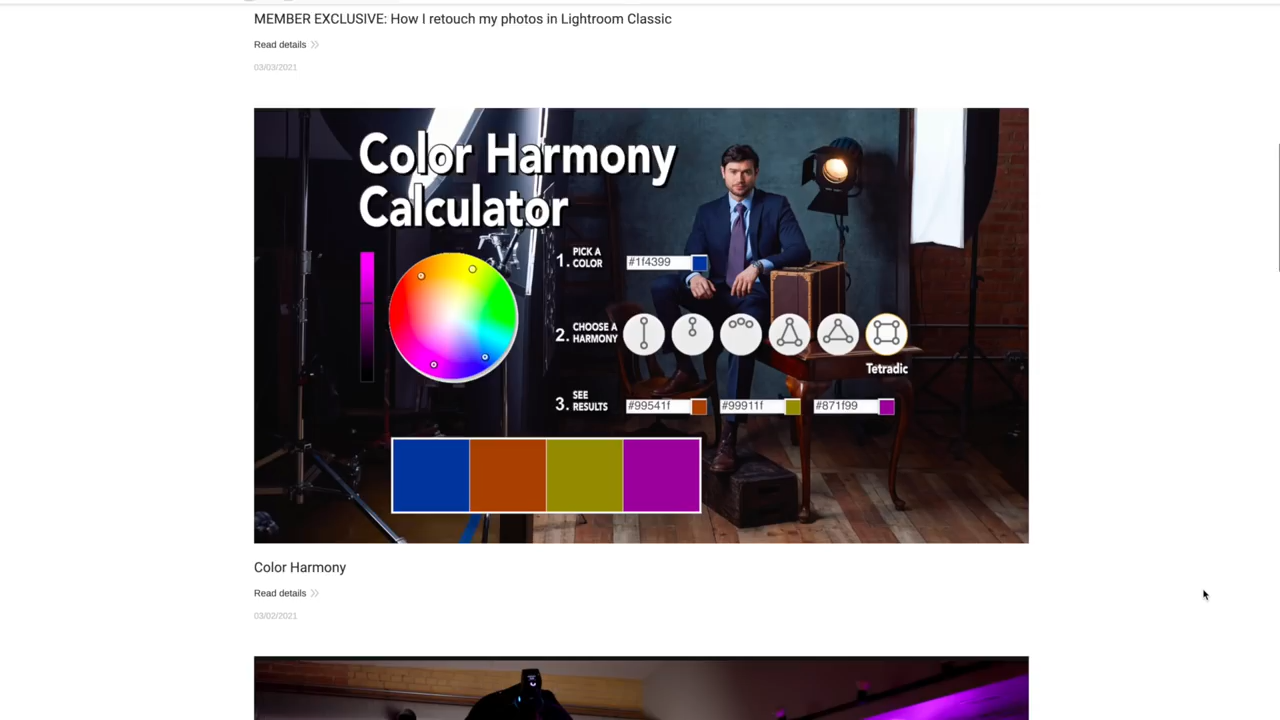 MEMBER EXCLUSIVE: How I retouch my photos in Lightroom Classic
Read details
03/03/2021
Color Harmony
Calculator
1. PICK A
COLOR
#1f4399
2. CHOOSE A
HARMONY
Tetradic
3. SEE
RESULTS
#99541f #99911f #871f99
Color Harmony
Read details
03/02/2021